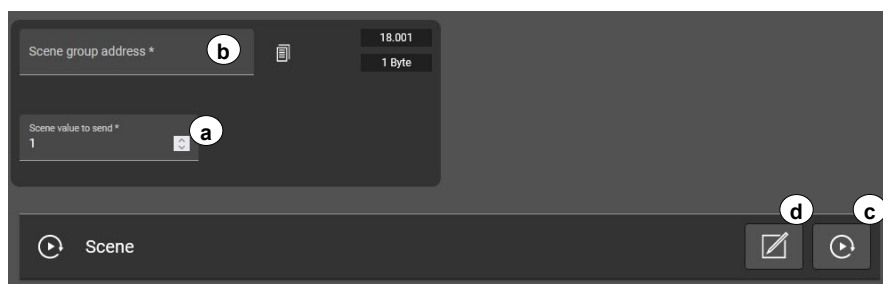 Scene group address *
b
18.001
1 Byte
Scene value to send *
1
a
d
c
Scene